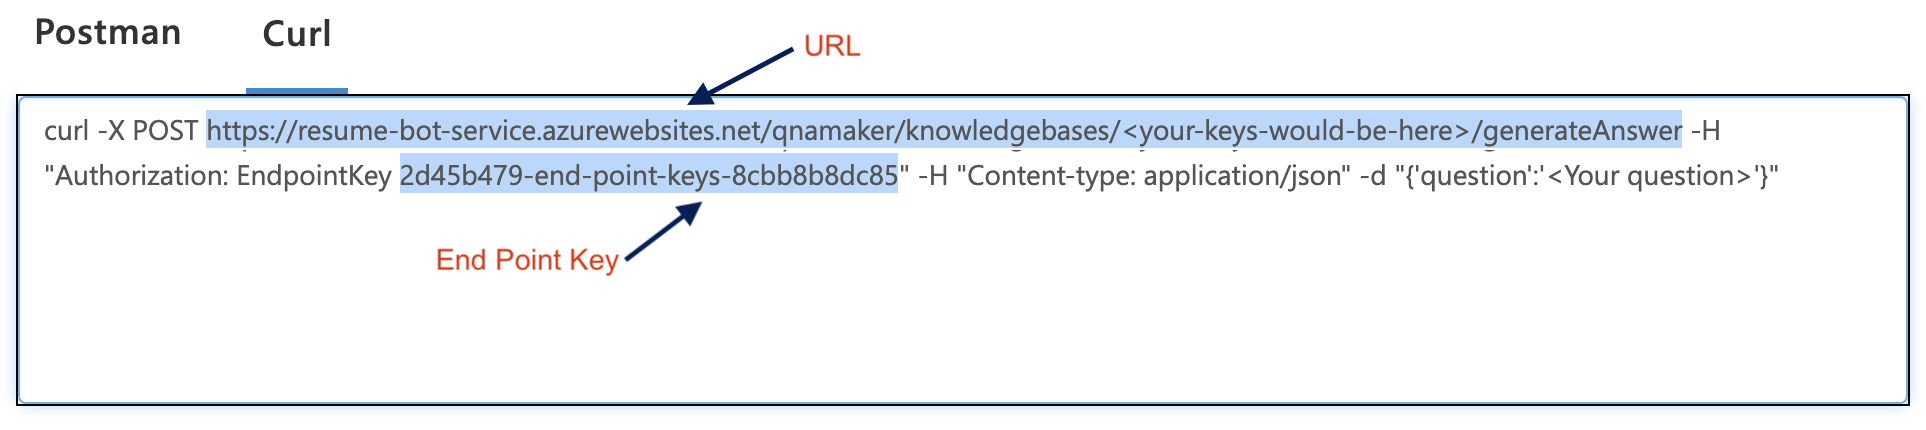 Postman Curl
URL
curl -X POST https://resume-bot-service.azurewebsites.net/qnamaker/knowledgebases/<your-keys-would-be-here>/generateAnswer -H
"Authorization: EndpointKey 2d45b479-end-point-keys-8cbb8b8dc85" -H "Content-type: application/json" -d "{'question':'<Your question>'}"
End Point Key